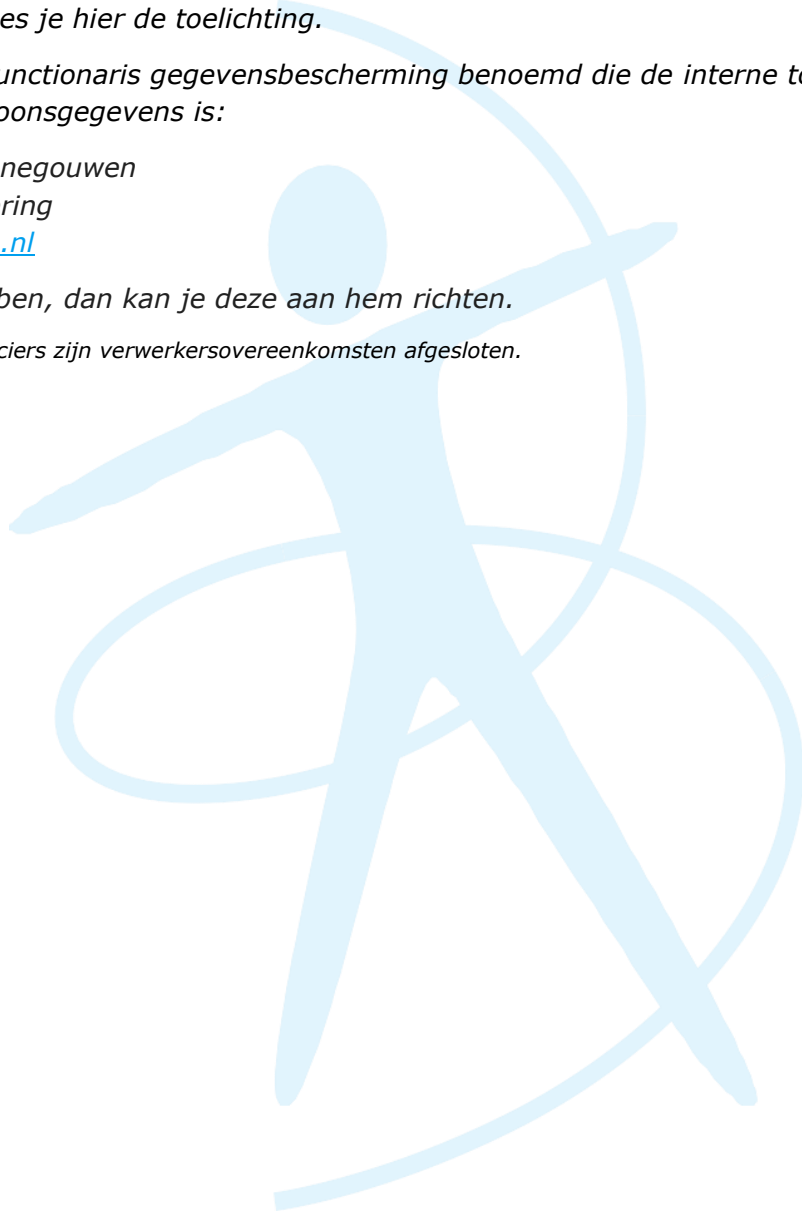 es je hier de toelichting.
unctionaris gegevensbescherming benoemd die de interne to
oonsgegevens is:
negouwen
ring
.nl
ben, dan kan je deze aan hem richten.
ciers zijn verwerkersovereenkomsten afgesloten.